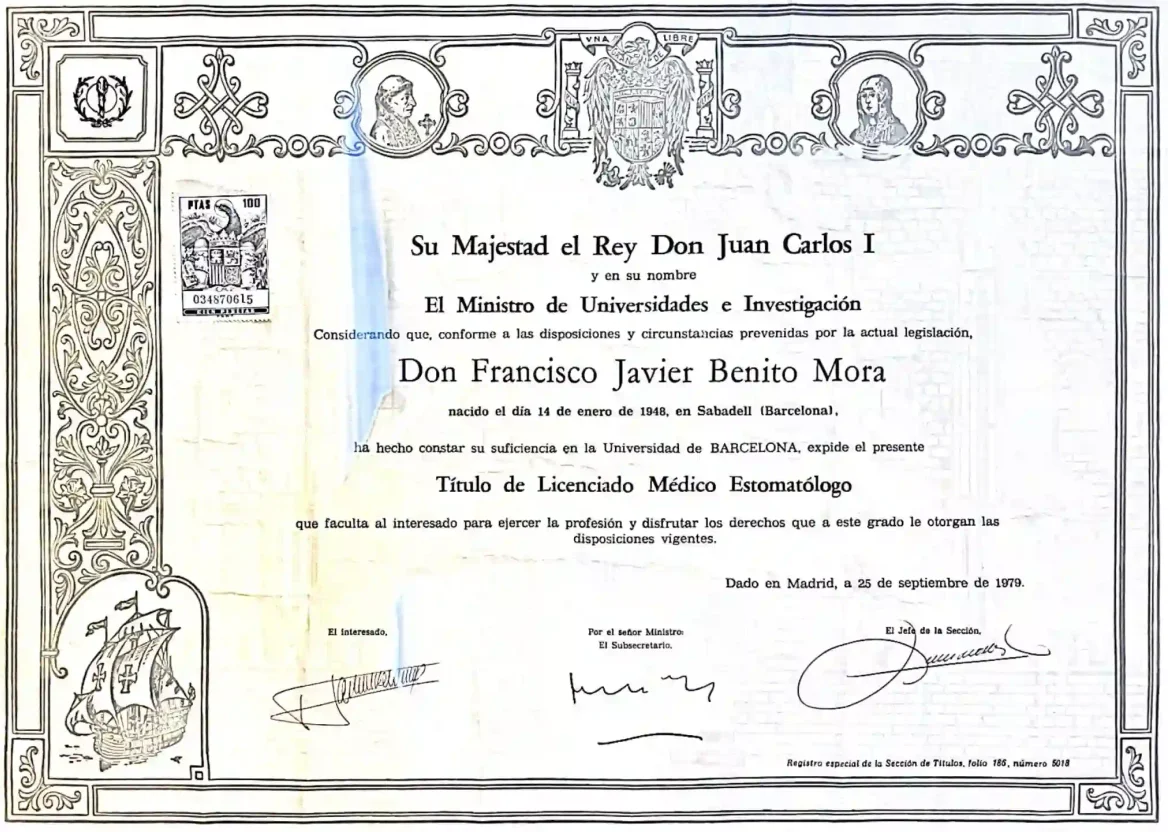 VNA LIBRE
PTAS 100
034870615
CIEN PESETAS
Su Majestad el Rey Don Juan Carlos I
y en su nombre
El Ministro de Universidades e Investigación
Considerando que, conforme a las disposiciones y circunstancias prevenidas por la actual legislación,
Don Francisco Javier Benito Mora
nacido el día 14 de enero de 1948, en Sabadell (Barcelona),
ha hecho constar su suficiencia en la Universidad de BARCELONA, expide el presente
Título de Licenciado Médico Estomatólogo
que faculta al interesado para ejercer la profesión y disfrutar los derechos que a este grado le otorgan las
disposiciones vigentes.
Dado en Madrid, a 25 de septiembre de 1979.
El interesado,
Por el señor Ministro:
El Subsecretario,
El Jefe de la Sección,
Registro especial de la Sección de Títulos, folio 186, número 5018